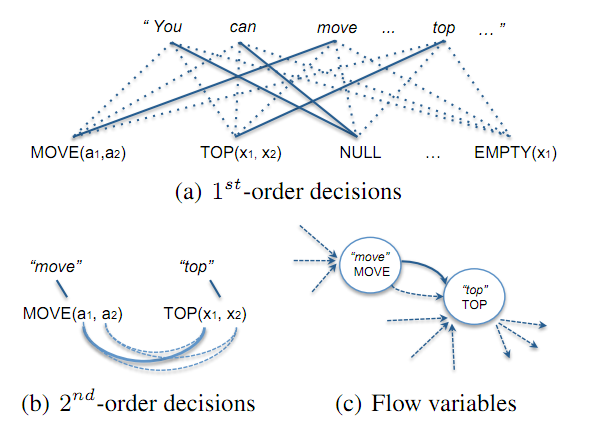 “ You can move ... top ... ”
MOVE(a1,a2) TOP(x1, x2) NULL ... EMPTY(x1)
(a) 1st-order decisions
“move” “top”
MOVE(a1, a2) TOP(x1, x2)
(b) 2nd-order decisions
“move”
MOVE
“top”
TOP
(c) Flow variables